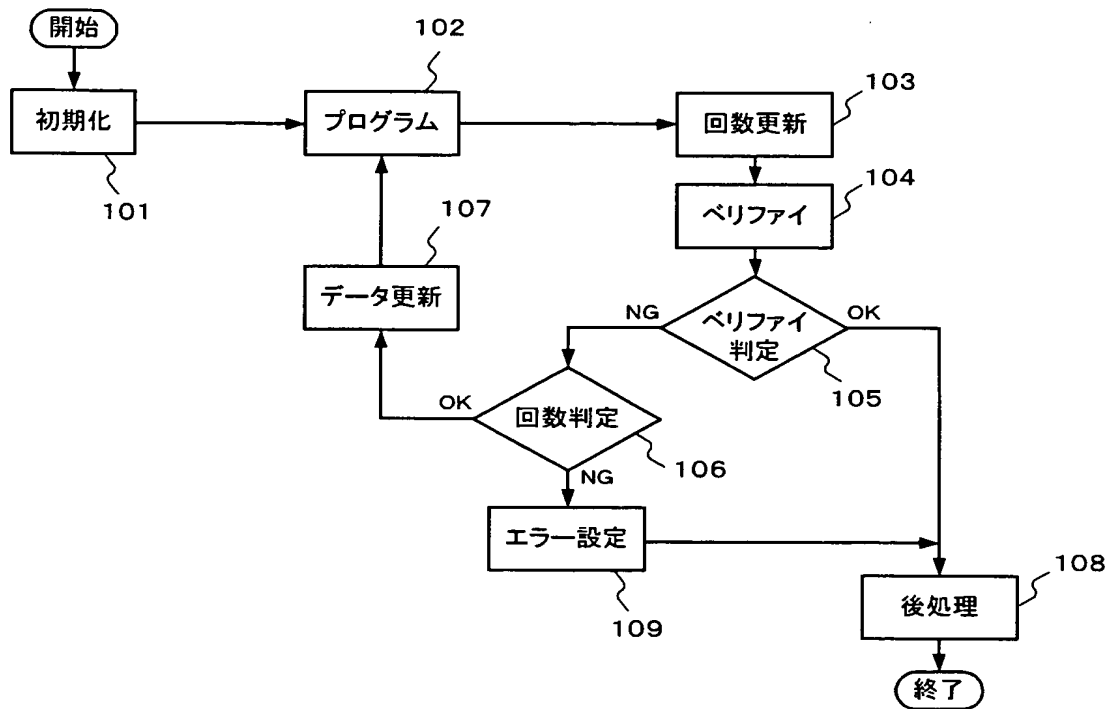 開始
初期化
101
102
プログラム
103
回数更新
104
ベリファイ
107
データ更新
NG
ベリファイ
判定
OK
105
OK
回数判定
106
NG
エラー設定
109
108
後処理
終了